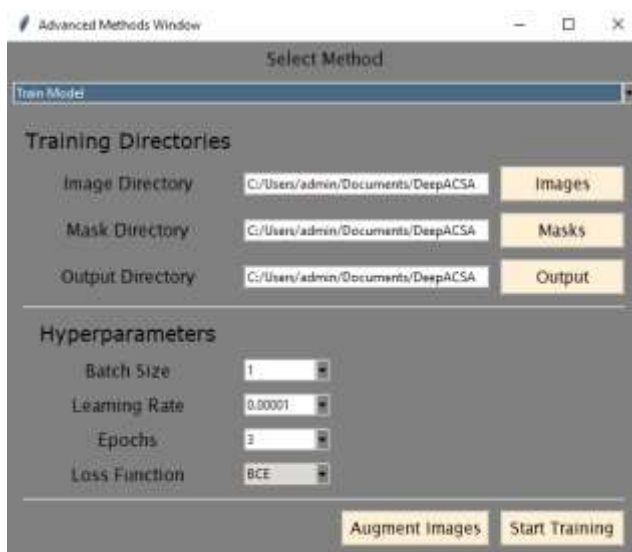 Advanced Methods Window
Select Method
Train Model
Training Directories
Image Directory C:/Users/admin/Documents/DeepACSA Images
Mask Directory C:/Users/admin/Documents/DeepACSA Masks
Output Directory C:/Users/admin/Documents/DeepACSA Output
Hyperparameters
Batch Size 1
Learning Rate 0.00001
Epochs 3
Loss Function BCE
Augment Images Start Training